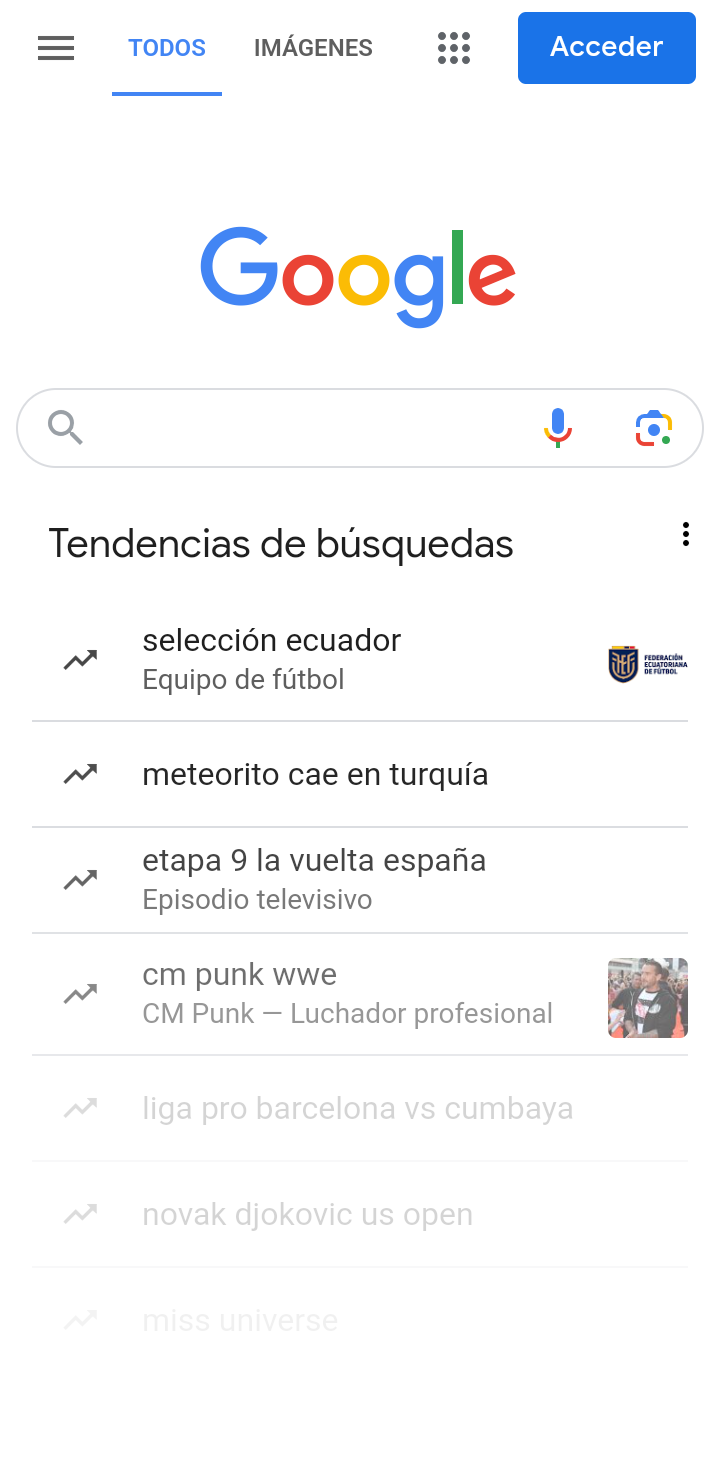 TODOS IMÁGENES Acceder
Google
Tendencias de búsquedas
selección ecuador
Equipo de fútbol
FEDERACIÓN
ECUATORIANA
DE FÚTBOL
meteorito cae en turquía
etapa 9 la vuelta españa
Episodio televisivo
cm punk wwe
CM Punk — Luchador profesional
liga pro barcelona vs cumbaya
novak djokovic us open
miss universe